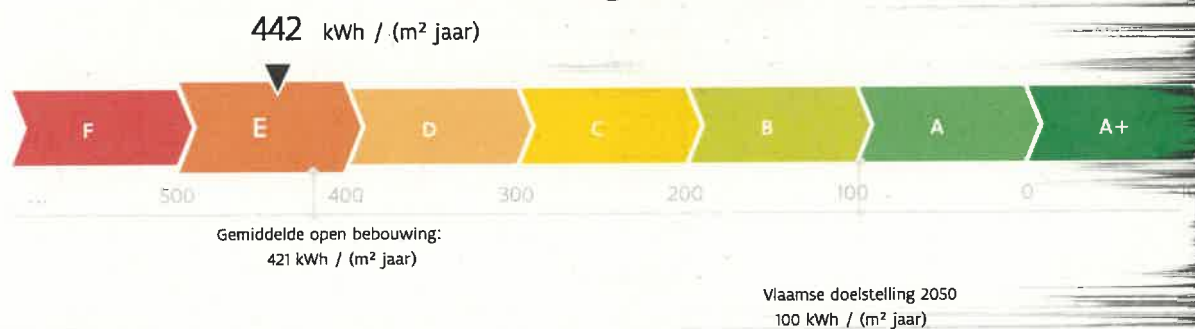 442 kWh / (m² jaar)
F E D C B A A+
... 500 400 300 200 100 0
Gemiddelde open bebouwing:
421 kWh / (m² jaar)
Vlaamse doelstelling 2050
100 kWh / (m² jaar)